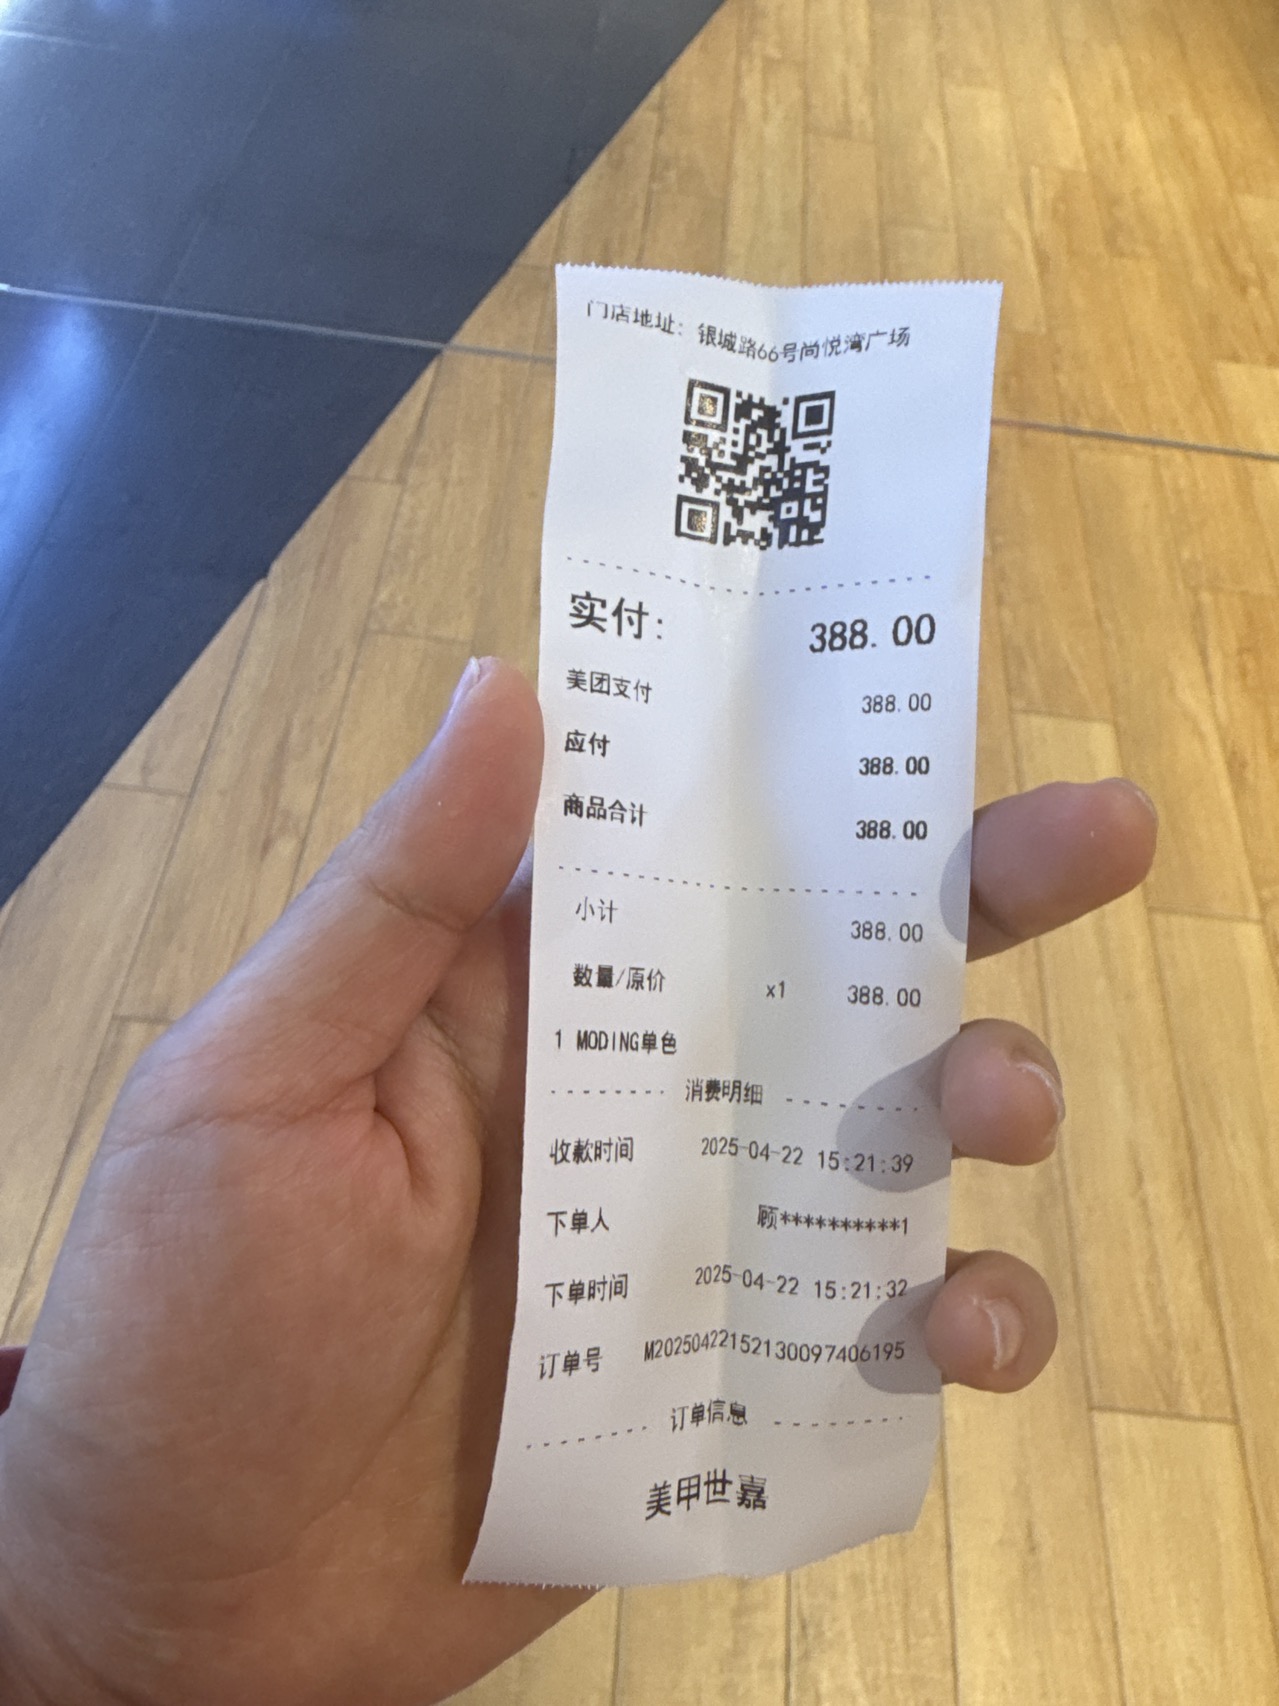 门店地址：银城路66号尚悦湾广场
实付： 388.00
美团支付 388.00
应付 388.00
商品合计 388.00
小计 388.00
数量/原价 x1 388.00
1 MODING单色
消费明细
收款时间 2025-04-22 15:21:39
下单人 顾**********1
下单时间 2025-04-22 15:21:32
订单号 M20250422152130097406195
订单信息
美甲世嘉